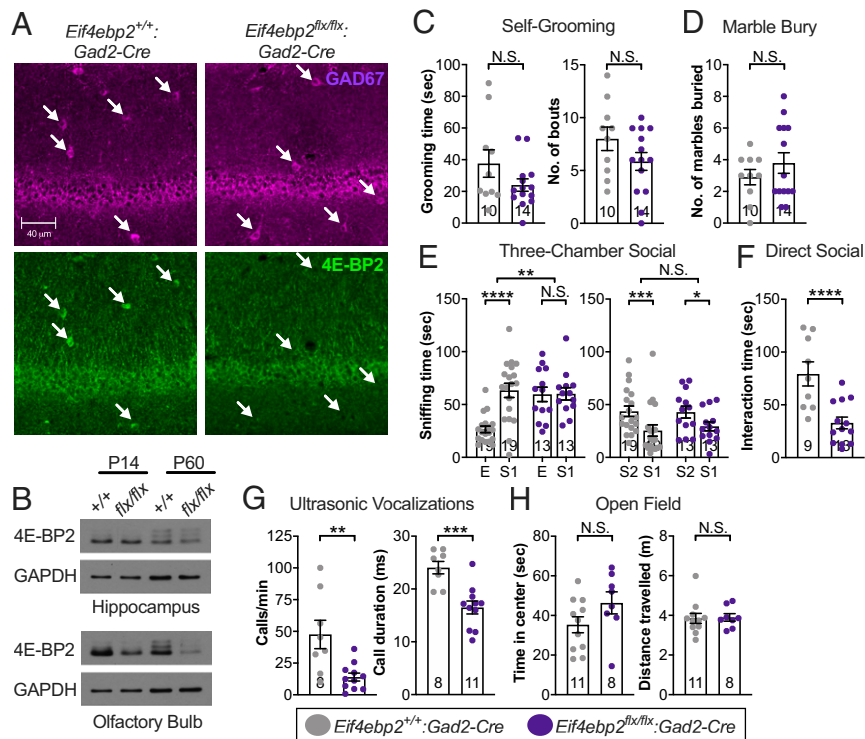 A
Eif4ebp2+/+:
Gad2-Cre
Eif4ebp2flx/flx:
Gad2-Cre
GAD67
40 µm
4E-BP2
B
P14
P60
+/+
flx/flx
+/+
flx/flx
4E-BP2
GAPDH
Hippocampus
4E-BP2
GAPDH
Olfactory Bulb
C
Self-Grooming
Grooming time (sec)
100
80
60
40
20
0
N.S.
10
14
No. of bouts
15
10
5
0
N.S.
10
14
D
Marble Bury
No. of marbles buried
10
8
6
4
2
0
N.S.
10
14
E
Three-Chamber Social
Sniffing time (sec)
150
100
50
0
**
****
N.S.
19
19
13
13
E
S1
E
S1
150
100
50
0
N.S.
***
*
19
19
13
13
S2
S1
S2
S1
F
Direct Social
Interaction time (sec)
150
100
50
0
****
9
13
G
Ultrasonic Vocalizations
Calls/min
125
100
75
50
25
0
**
8
Call duration (ms)
30
20
10
0
***
8
11
H
Open Field
Time in center (sec)
80
60
40
20
0
N.S.
11
8
Distance travelled (m)
8
6
4
2
0
N.S.
11
8
Eif4ebp2+/+:Gad2-Cre
Eif4ebp2flx/flx:Gad2-Cre